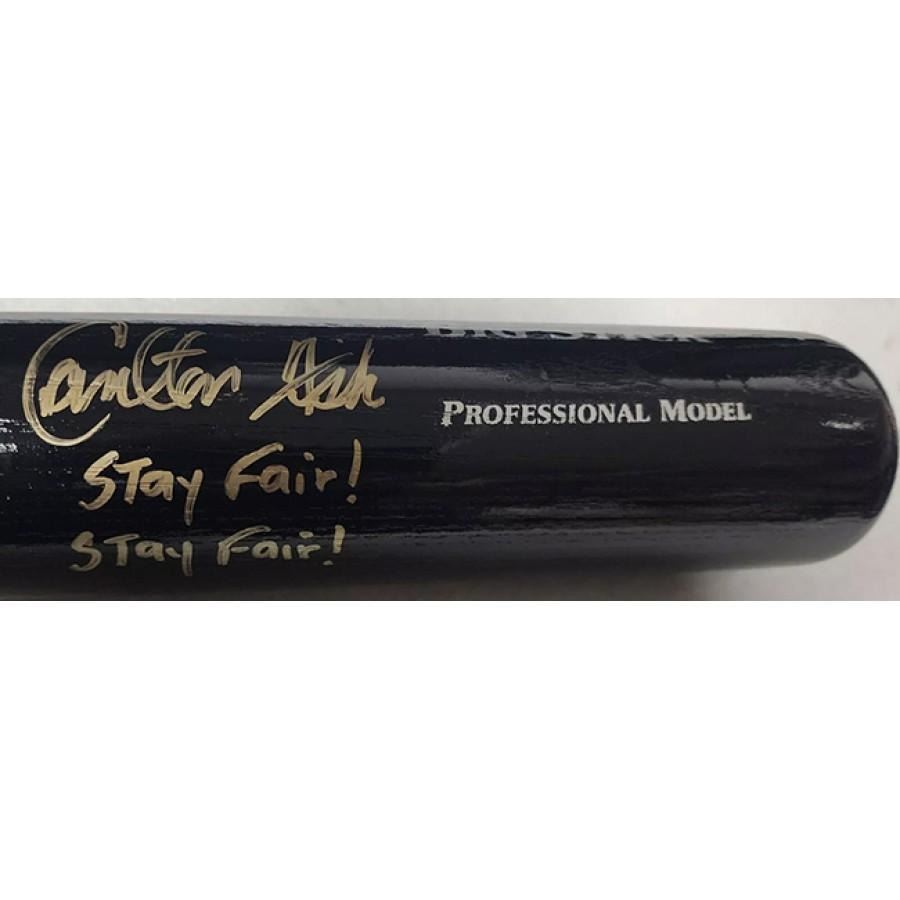 Carlton Fisk
PROFESSIONAL MODEL
Stay Fair!
Stay Fair!